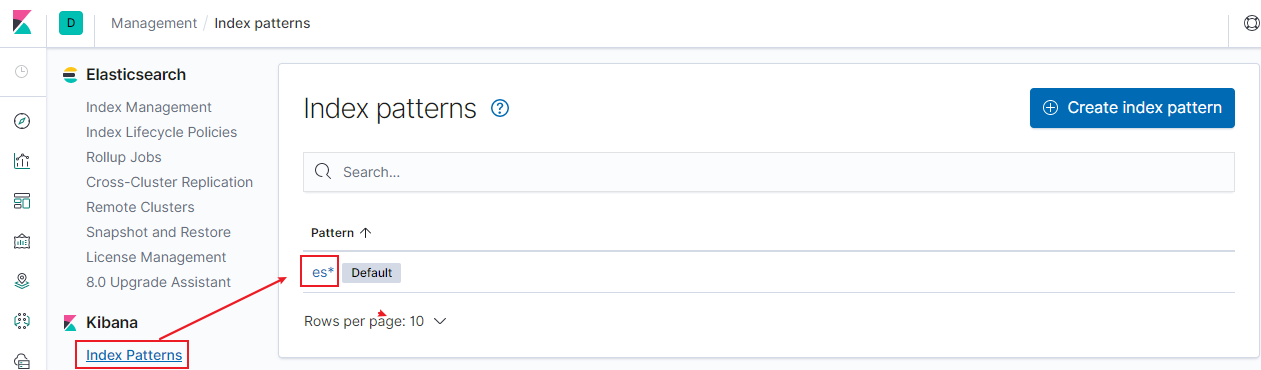 D Management / Index patterns
Elasticsearch
Index Management
Index Lifecycle Policies
Rollup Jobs
Cross-Cluster Replication
Remote Clusters
Snapshot and Restore
License Management
8.0 Upgrade Assistant
Kibana
Index Patterns
Index patterns
Create index pattern
Search...
Pattern
es* Default
Rows per page: 10